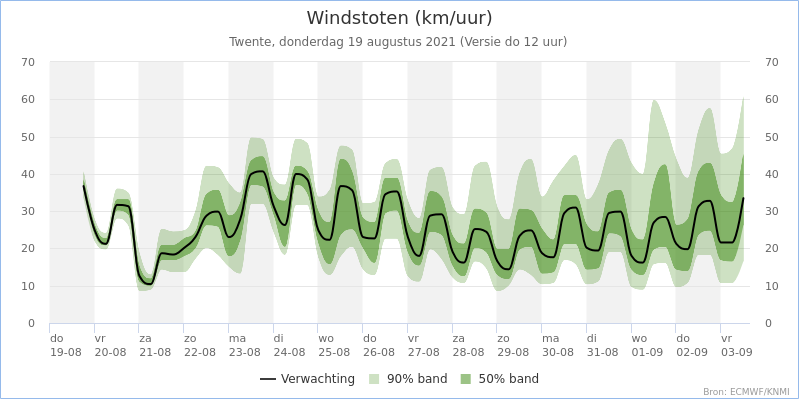 Windstoten (km/uur)
Twente, donderdag 19 augustus 2021 (Versie do 12 uur)
70 70
60 60
50 50
40 40
30 30
20 20
10 10
0 0
do vr za zo ma di wo do vr za zo ma di wo do vr
19-08 20-08 21-08 22-08 23-08 24-08 25-08 26-08 27-08 28-08 29-08 30-08 31-08 01-09 02-09 03-09
Verwachting 90% band 50% band
Bron: ECMWF/KNMI